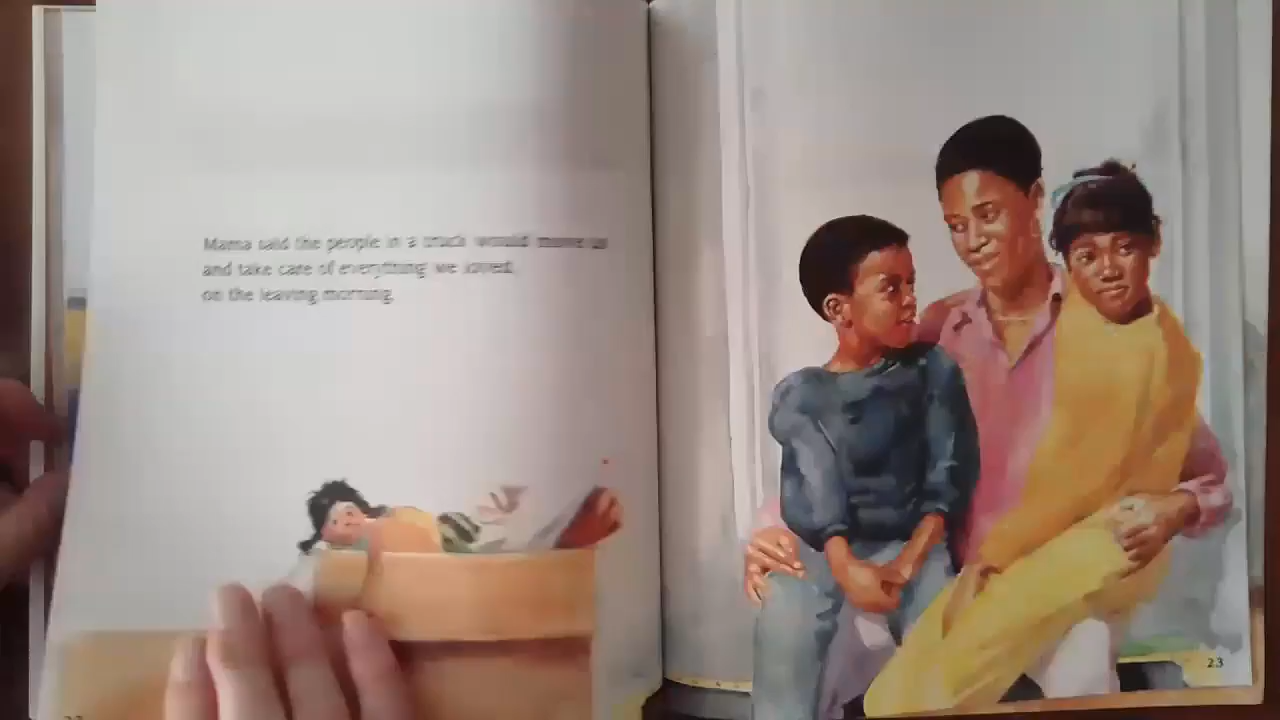 Mama said the people in a truck would move us
and take care of everything we loved,
on the leaving morning.
23